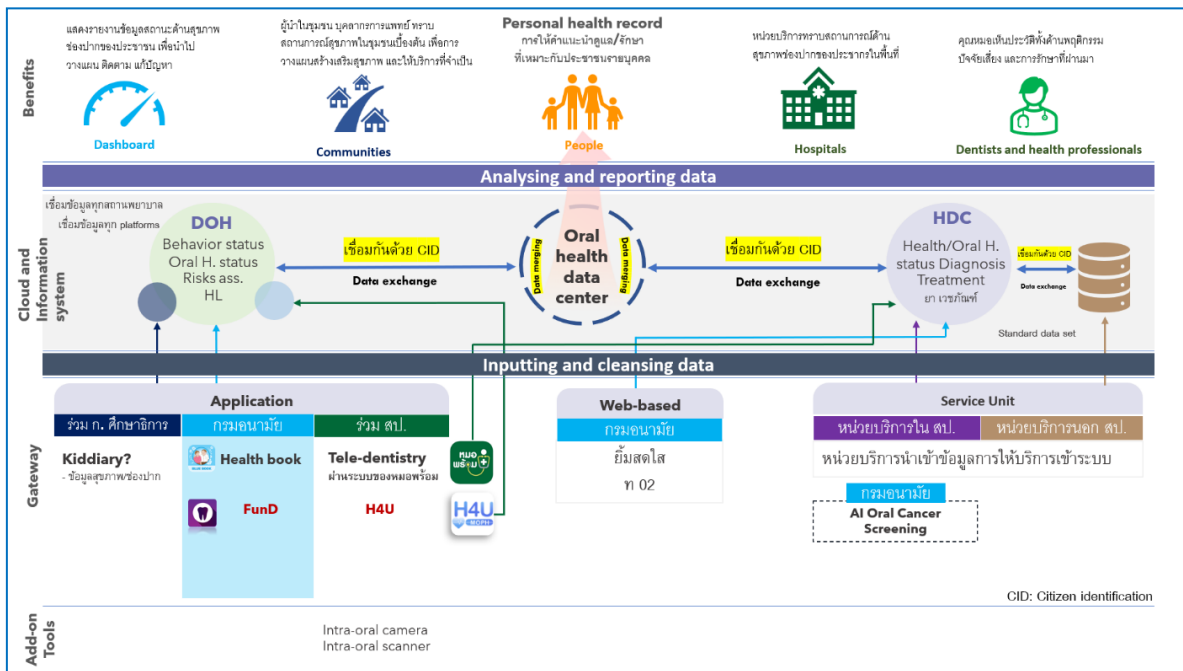 Benefits
แสดงรายงานข้อมูลสถานะด้านสุขภาพ
ช่องปากของประชาชน เพื่อนำไป
วางแผน ติดตาม แก้ปัญหา
Dashboard
ผู้นำในชุมชน บุคลากรการแพทย์ ทราบ
สถานการณ์สุขภาพในชุมชนเบื้องต้น เพื่อการ
วางแผนสร้างเสริมสุขภาพ และให้บริการที่จำเป็น
Communities
Personal health record
การให้คำแนะนำดูแล/รักษา
ที่เหมาะกับประชาชนรายบุคคล
People
หน่วยบริการทราบสถานการณ์ด้าน
สุขภาพช่องปากของประชากรในพื้นที่
Hospitals
คุณหมอเห็นประวัติทั้งด้านพฤติกรรม
ปัจจัยเสี่ยง และการรักษาที่ผ่านมา
Dentists and health professionals
Analysing and reporting data
Cloud and
Information
system
เชื่อมข้อมูลทุกสถานพยาบาล
เชื่อมข้อมูลทุก platforms
DOH
Behavior status
Oral H. status
Risks ass.
HL
เชื่อมกันด้วย CID
Data exchange
Data merging
Oral
health
data
center
Data merging
เชื่อมกันด้วย CID
Data exchange
HDC
Health/Oral H.
status Diagnosis
Treatment
ยา เวชภัณฑ์
เชื่อมกันด้วย CID
Data exchange
Standard data set
Inputting and cleansing data
Gateway
Application
ร่วม ก. ศึกษาธิการ
กรมอนามัย
ร่วม สป.
Kiddiary?
- ข้อมูลสุขภาพ/ช่องปาก
Health book
FunD
Tele-dentistry
ผ่านระบบของหมอพร้อม
H4U
หมอ
พร้อม
H4U
MOPH
Web-based
กรมอนามัย
ยิ้มสดใส
ท 02
Service Unit
หน่วยบริการใน สป.
หน่วยบริการนอก สป.
หน่วยบริการนำเข้าข้อมูลการให้บริการเข้าระบบ
กรมอนามัย
AI Oral Cancer
Screening
CID: Citizen identification
Add-on
Tools
Intra-oral camera
Intra-oral scanner